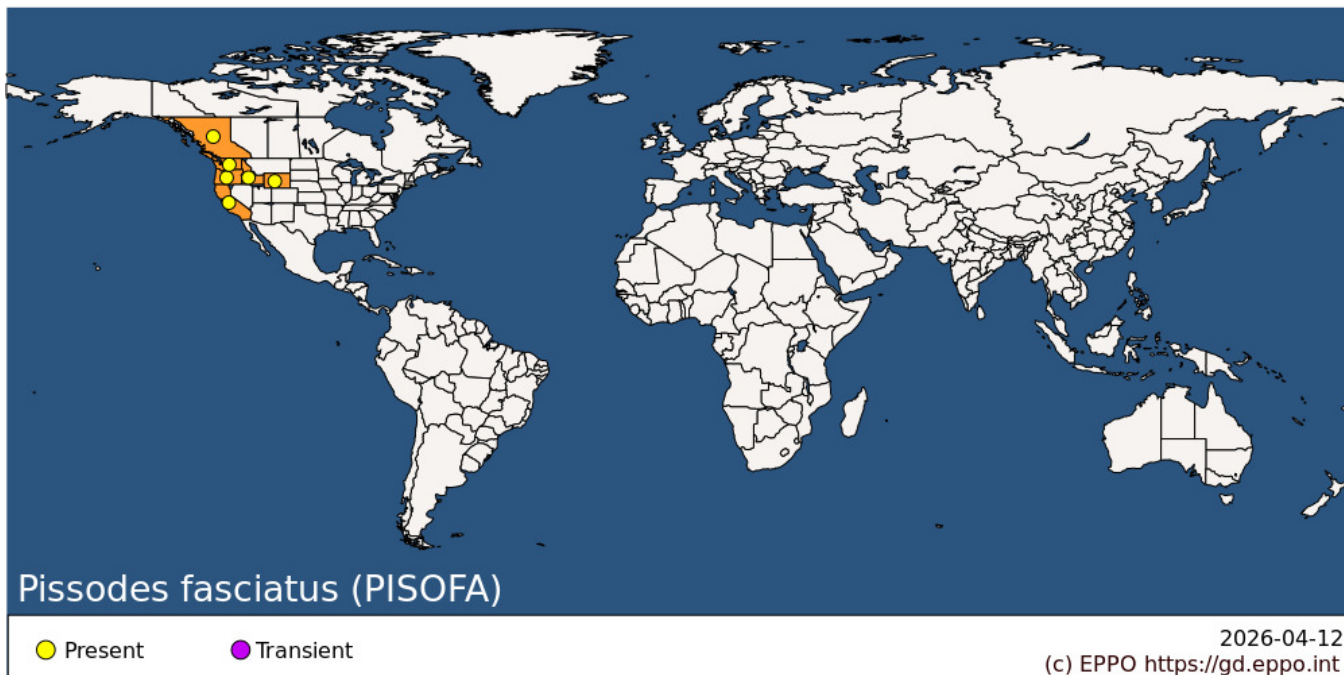 Pissodes fasciatus (PISOFA)
Present
Transient
2026-04-12
(c) EPPO https://gd.eppo.int